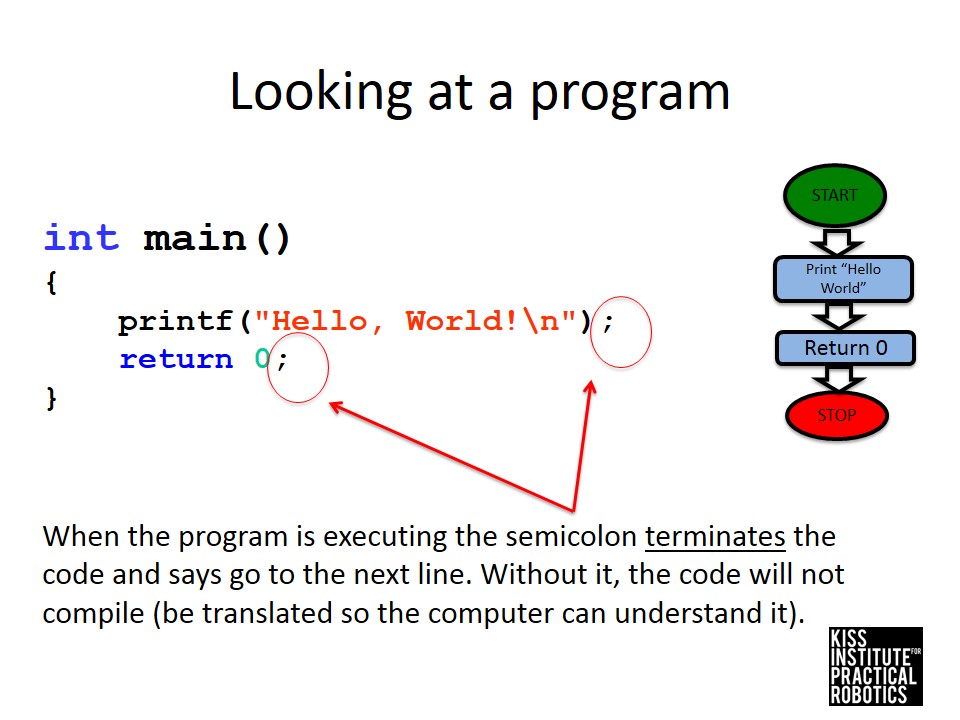 Looking at a program
int main()
{
printf("Hello, World!\n");
return 0;
}
START
Print “Hello
World”
Return 0
STOP
When the program is executing the semicolon terminates the
code and says go to the next line. Without it, the code will not
compile (be translated so the computer can understand it).
KISS
INSTITUTE FOR
PRACTICAL
ROBOTICS